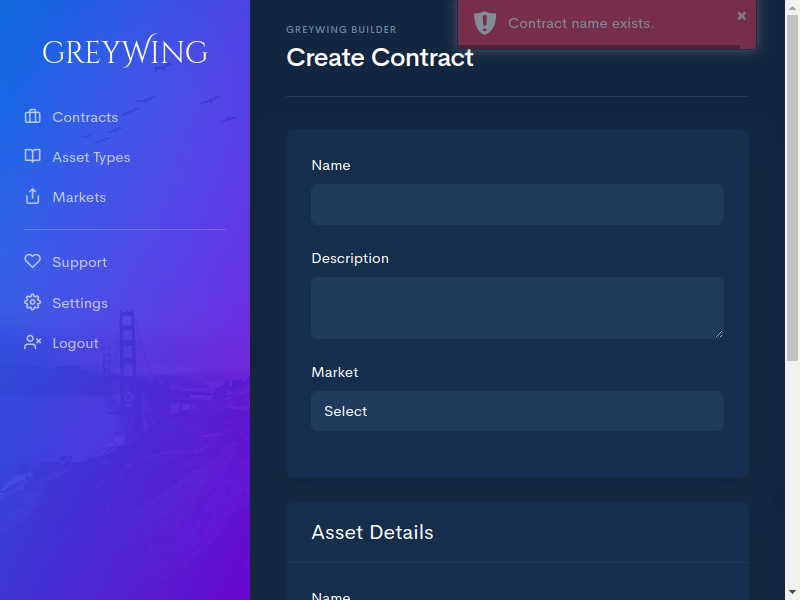 GREYWING
Contracts
Asset Types
Markets
Support
Settings
Logout
GREYWING BUILDER
Create Contract
Contract name exists.
×
Name
Description
Market
Select
Asset Details
Name